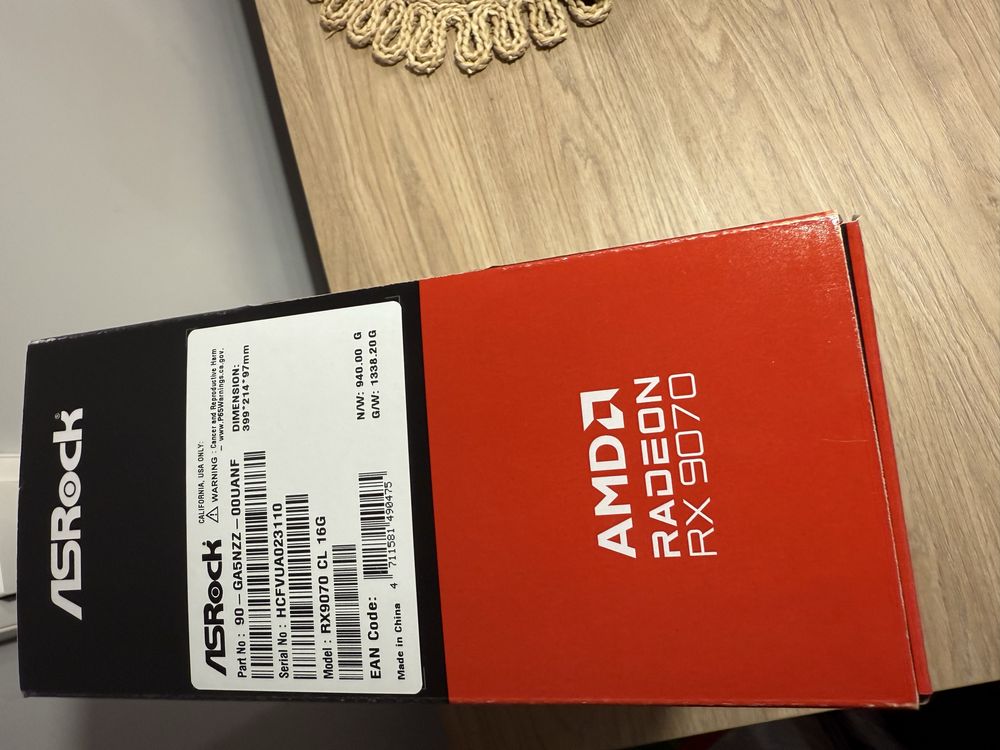 ASRock
CALIFORNIA, USA ONLY:
⚠ WARNING : Cancer and Reproductive Harm
- www.P65Warnings.ca.gov.
ASRock
Part No : 90-GA5NZZ-00UANF
DIMENSION:
399*214*97mm
Serial No : HCFVUA023110
Model : RX9070 CL 16G
EAN Code:
4 711581 490475
N/W: 940.00 G
G/W: 1338.20 G
Made in China
AMD
RADEON
RX 9070